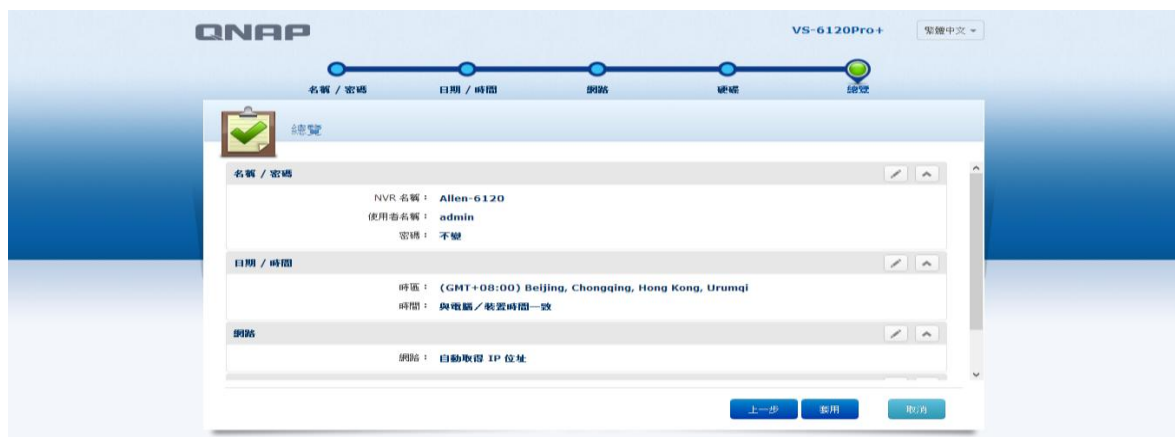 QNAP
VS-6120Pro+ 繁體中文
名稱 / 密碼 日期 / 時間 網路 硬碟 總覽
總覽
名稱 / 密碼
NVR 名稱： Allen-6120
使用者名稱： admin
密碼： 不變
日期 / 時間
時區： (GMT+08:00) Beijing, Chongqing, Hong Kong, Urumqi
時間： 與電腦／裝置時間一致
網路
網路： 自動取得 IP 位址
上一步 套用 取消